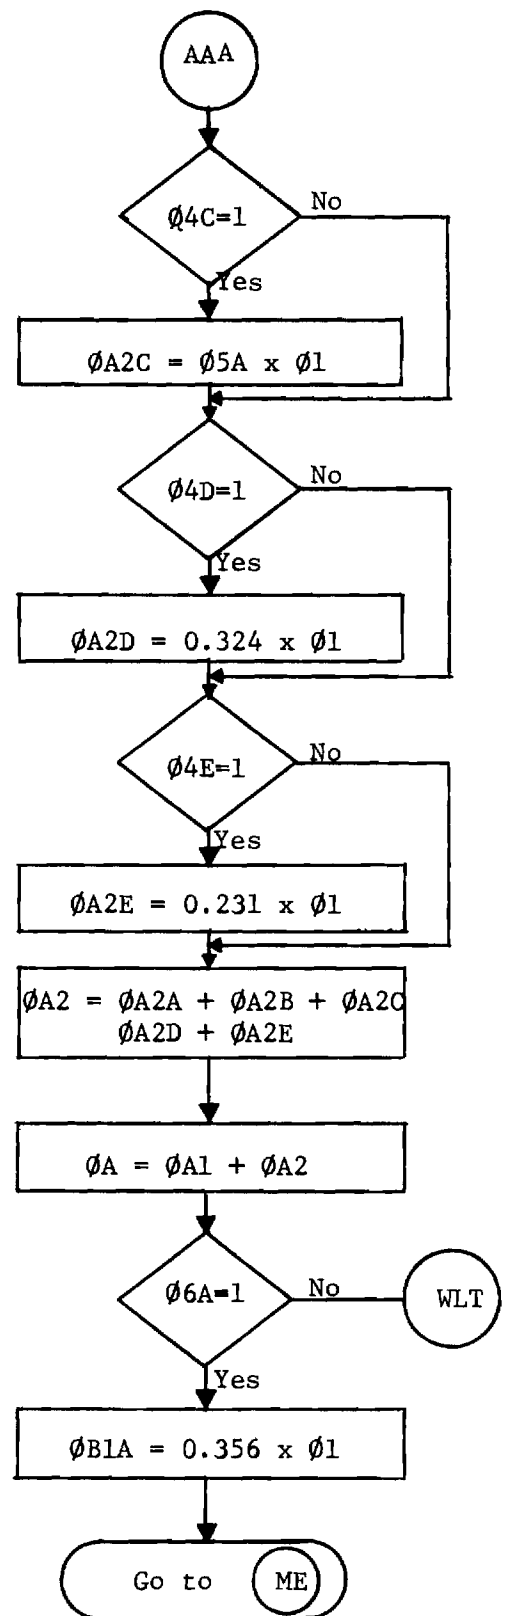 AAA
Ø4C=1
No
Yes
ØA2C = Ø5A x Ø1
Ø4D=1
No
Yes
ØA2D = 0.324 x Ø1
Ø4E=1
No
Yes
ØA2E = 0.231 x Ø1
ØA2 = ØA2A + ØA2B + ØA2C
ØA2D + ØA2E
ØA = ØA1 + ØA2
Ø6A=1
No
WLT
Yes
ØB1A = 0.356 x Ø1
Go to ME